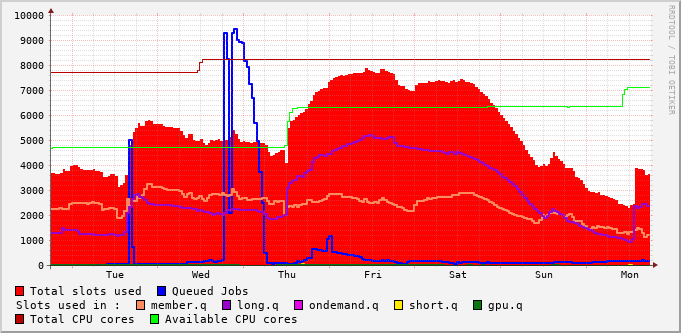 10000
9000
8000
7000
6000
5000
4000
3000
2000
1000
0
Tue Wed Thu Fri Sat Sun Mon
RRDTOOL / TOBI OETIKER
Total slots used Queued Jobs
Slots used in : member.q long.q ondemand.q short.q gpu.q
Total CPU cores Available CPU cores